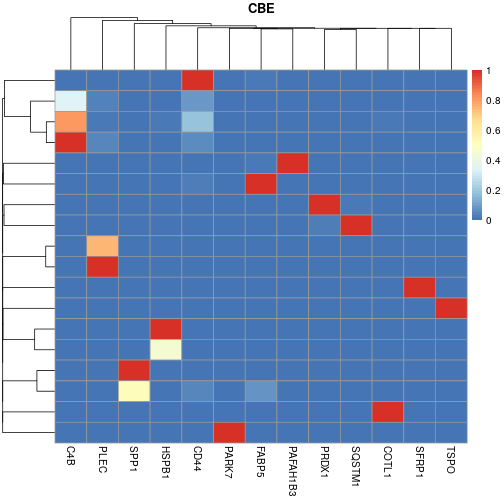 CBE
1
0.8
0.6
0.4
0.2
0
C4B
PLEC
SPP1
HSPB1
CD44
PARK7
FABP5
PAFAH1B3
PRDX1
SQSTM1
COTL1
SFRP1
TSPO